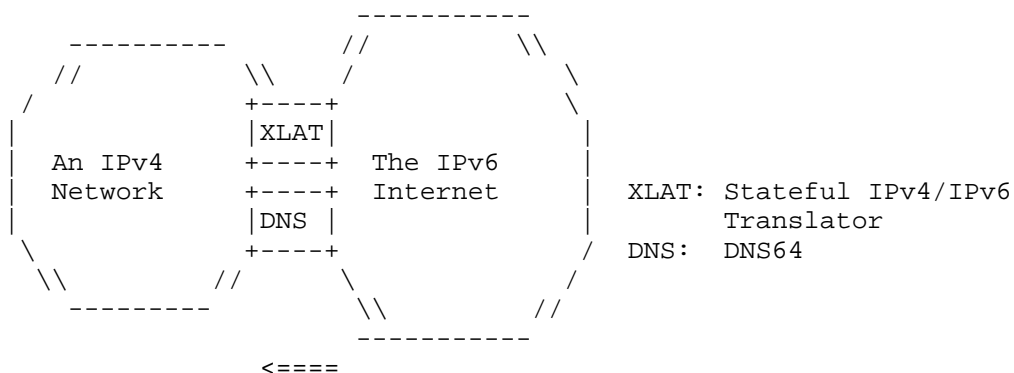 |XLAT|
An IPv4 The IPv6
Network Internet XLAT: Stateful IPv4/IPv6
|DNS | Translator
DNS: DNS64
<====